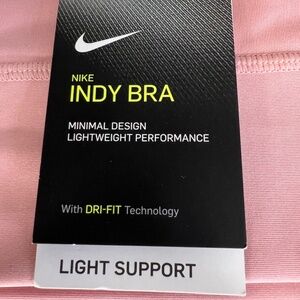 NIKE
INDY BRA
MINIMAL DESIGN
LIGHTWEIGHT PERFORMANCE
With DRI-FIT Technology
LIGHT SUPPORT